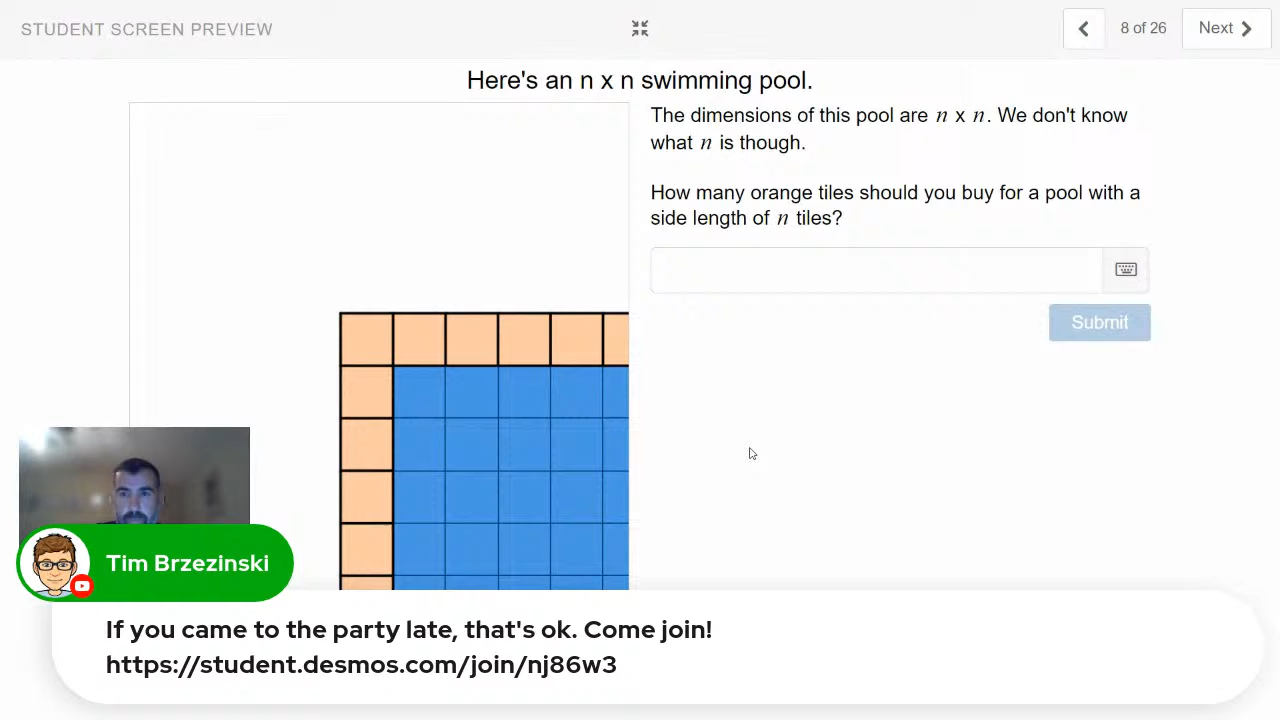 STUDENT SCREEN PREVIEW
8 of 26
Next
Here's an n x n swimming pool.
The dimensions of this pool are n x n. We don't know
what n is though.
How many orange tiles should you buy for a pool with a
side length of n tiles?
Submit
Tim Brzezinski
If you came to the party late, that's ok. Come join!
https://student.desmos.com/join/nj86w3